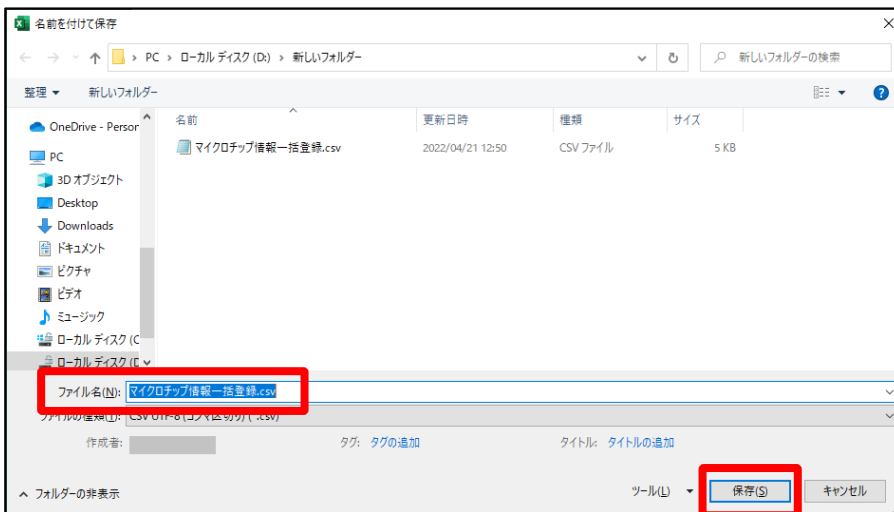 名前を付けて保存
PC › ローカル ディスク (D:) › 新しいフォルダー
新しいフォルダーの検索
整理 新しいフォルダー
名前 更新日時 種類 サイズ
OneDrive - Person
マイクロチップ情報一括登録.csv 2022/04/21 12:50 CSV ファイル 5 KB
PC
3D オブジェクト
Desktop
Downloads
ドキュメント
ピクチャ
ビデオ
ミュージック
ローカル ディスク (C
ローカル ディスク (D
ファイル名(N): マイクロチップ情報一括登録.csv
ファイルの種類(T): CSV UTF-8 (コンマ区切り) (*.csv)
作成者: タグ: タグの追加 タイトル: タイトルの追加
フォルダーの非表示 ツール(L) 保存(S) キャンセル